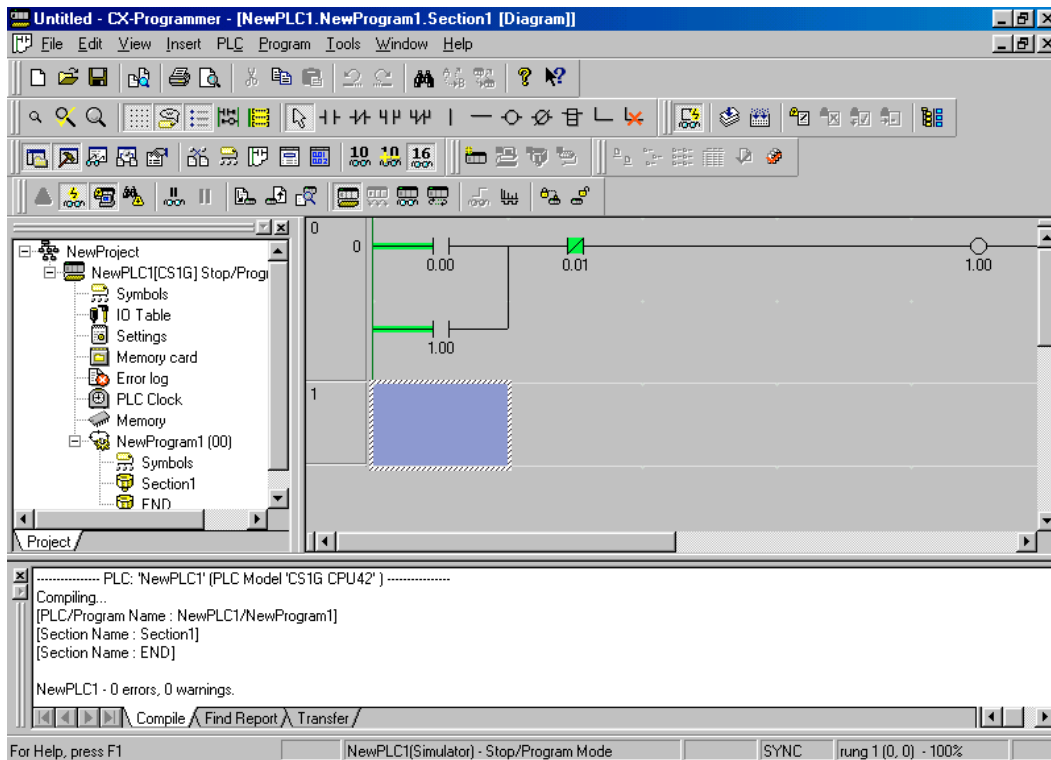 Untitled - CX-Programmer - [NewPLC1.NewProgram1.Section1 [Diagram]]
File Edit View Insert PLC Program Tools Window Help
10 10 16
NewProject
NewPLC1[CS1G] Stop/Progr
Symbols
IO Table
Settings
Memory card
Error log
PLC Clock
Memory
NewProgram1 (00)
Symbols
Section1
END
Project
0
0
0.00
0.01
1.00
1.00
1
---------------- PLC: 'NewPLC1' (PLC Model 'CS1G CPU42' ) ----------------
Compiling...
[PLC/Program Name : NewPLC1/NewProgram1]
[Section Name : Section1]
[Section Name : END]
NewPLC1 - 0 errors, 0 warnings.
Compile Find Report Transfer
For Help, press F1 NewPLC1(Simulator) - Stop/Program Mode SYNC rung 1 (0, 0) - 100%